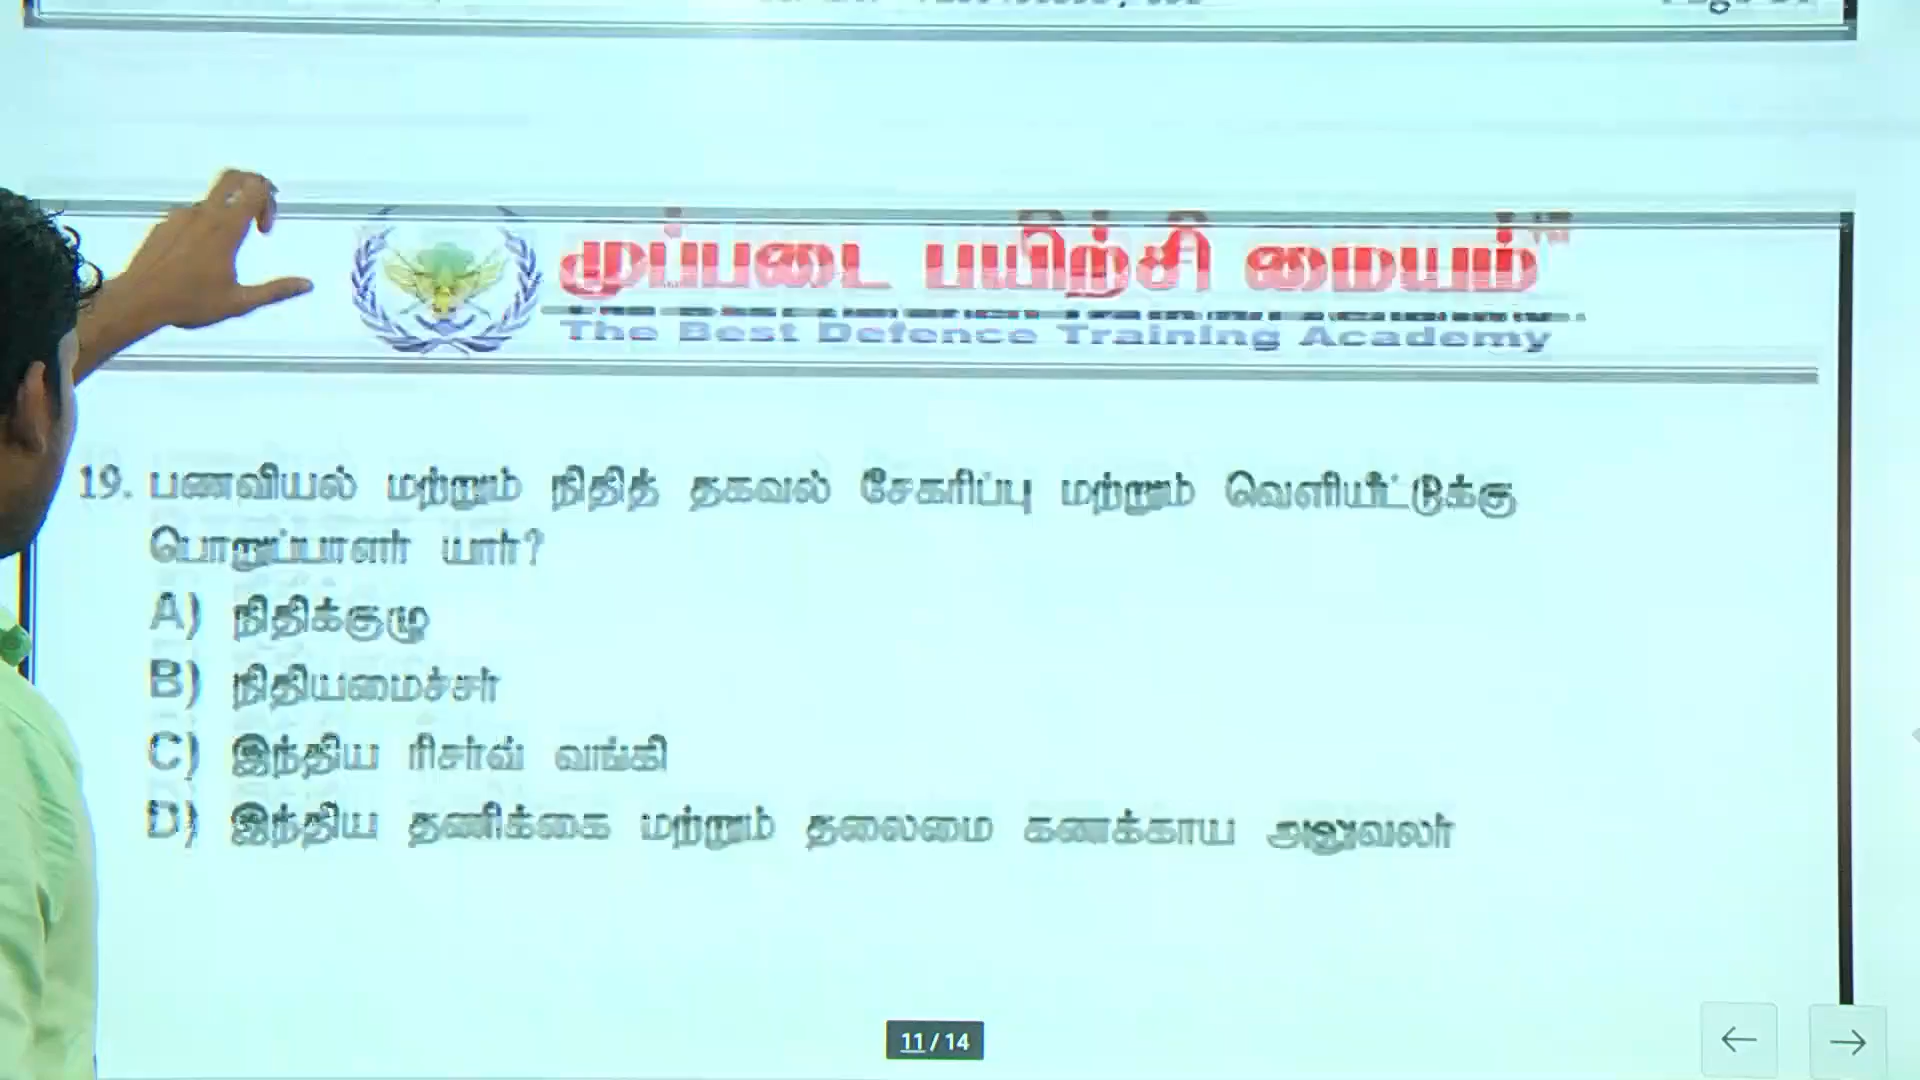 முப்படை பயிற்சி மையம்
The Best Defence Training Academy
19. பணவியல் மற்றும் நிதித் தகவல் சேகரிப்பு மற்றும் வெளியீட்டுக்கு
பொறுப்பாளர் யார்?
A) நிதிக்குழு
B) நிதியமைச்சர்
C) இந்திய ரிசர்வ் வங்கி
D) இந்திய தணிக்கை மற்றும் தலைமை கணக்காய அலுவலர்
11 / 14